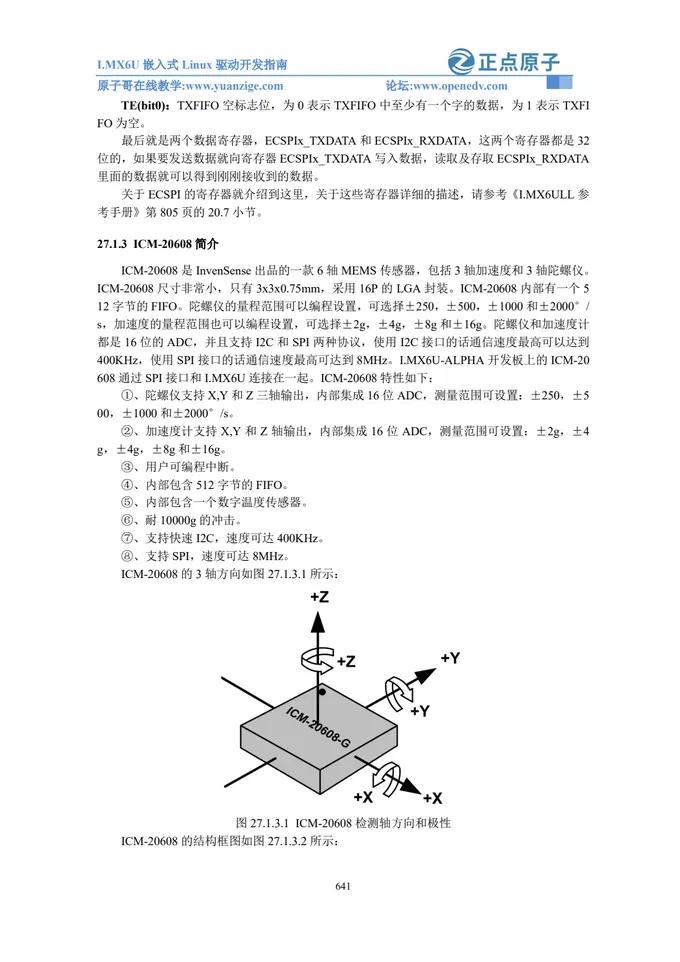 I.MX6U 嵌入式 Linux 驱动开发指南
正点原子
原子哥在线教学:www.yuanzige.com 论坛:www.openedv.com
TE(bit0)：TXFIFO 空标志位，为 0 表示 TXFIFO 中至少有一个字的数据，为 1 表示 TXFI
FO 为空。
最后就是两个数据寄存器，ECSPIx_TXDATA 和 ECSPIx_RXDATA，这两个寄存器都是 32
位的，如果要发送数据就向寄存器 ECSPIx_TXDATA 写入数据，读取及存取 ECSPIx_RXDATA
里面的数据就可以得到刚刚接收到的数据。
关于 ECSPI 的寄存器就介绍到这里，关于这些寄存器详细的描述，请参考《I.MX6ULL 参
考手册》第 805 页的 20.7 小节。
27.1.3 ICM-20608 简介
ICM-20608 是 InvenSense 出品的一款 6 轴 MEMS 传感器，包括 3 轴加速度和 3 轴陀螺仪。
ICM-20608 尺寸非常小，只有 3x3x0.75mm，采用 16P 的 LGA 封装。ICM-20608 内部有一个 5
12 字节的 FIFO。陀螺仪的量程范围可以编程设置，可选择±250，±500，±1000 和±2000°/
s，加速度的量程范围也可以编程设置，可选择±2g，±4g，±8g 和±16g。陀螺仪和加速度计
都是 16 位的 ADC，并且支持 I2C 和 SPI 两种协议，使用 I2C 接口的话通信速度最高可以达到
400KHz，使用 SPI 接口的话通信速度最高可达到 8MHz。I.MX6U-ALPHA 开发板上的 ICM-20
608 通过 SPI 接口和 I.MX6U 连接在一起。ICM-20608 特性如下：
①、陀螺仪支持 X,Y 和 Z 三轴输出，内部集成 16 位 ADC，测量范围可设置：±250，±5
00，±1000 和±2000°/s。
②、加速度计支持 X,Y 和 Z 轴输出，内部集成 16 位 ADC，测量范围可设置：±2g，±4
g，±4g，±8g 和±16g。
③、用户可编程中断。
④、内部包含 512 字节的 FIFO。
⑤、内部包含一个数字温度传感器。
⑥、耐 10000g 的冲击。
⑦、支持快速 I2C，速度可达 400KHz。
⑧、支持 SPI，速度可达 8MHz。
ICM-20608 的 3 轴方向如图 27.1.3.1 所示：
+Z
+Z
+Y
+Y
ICM-20608-G
+X
+X
图 27.1.3.1 ICM-20608 检测轴方向和极性
ICM-20608 的结构框图如图 27.1.3.2 所示：
641